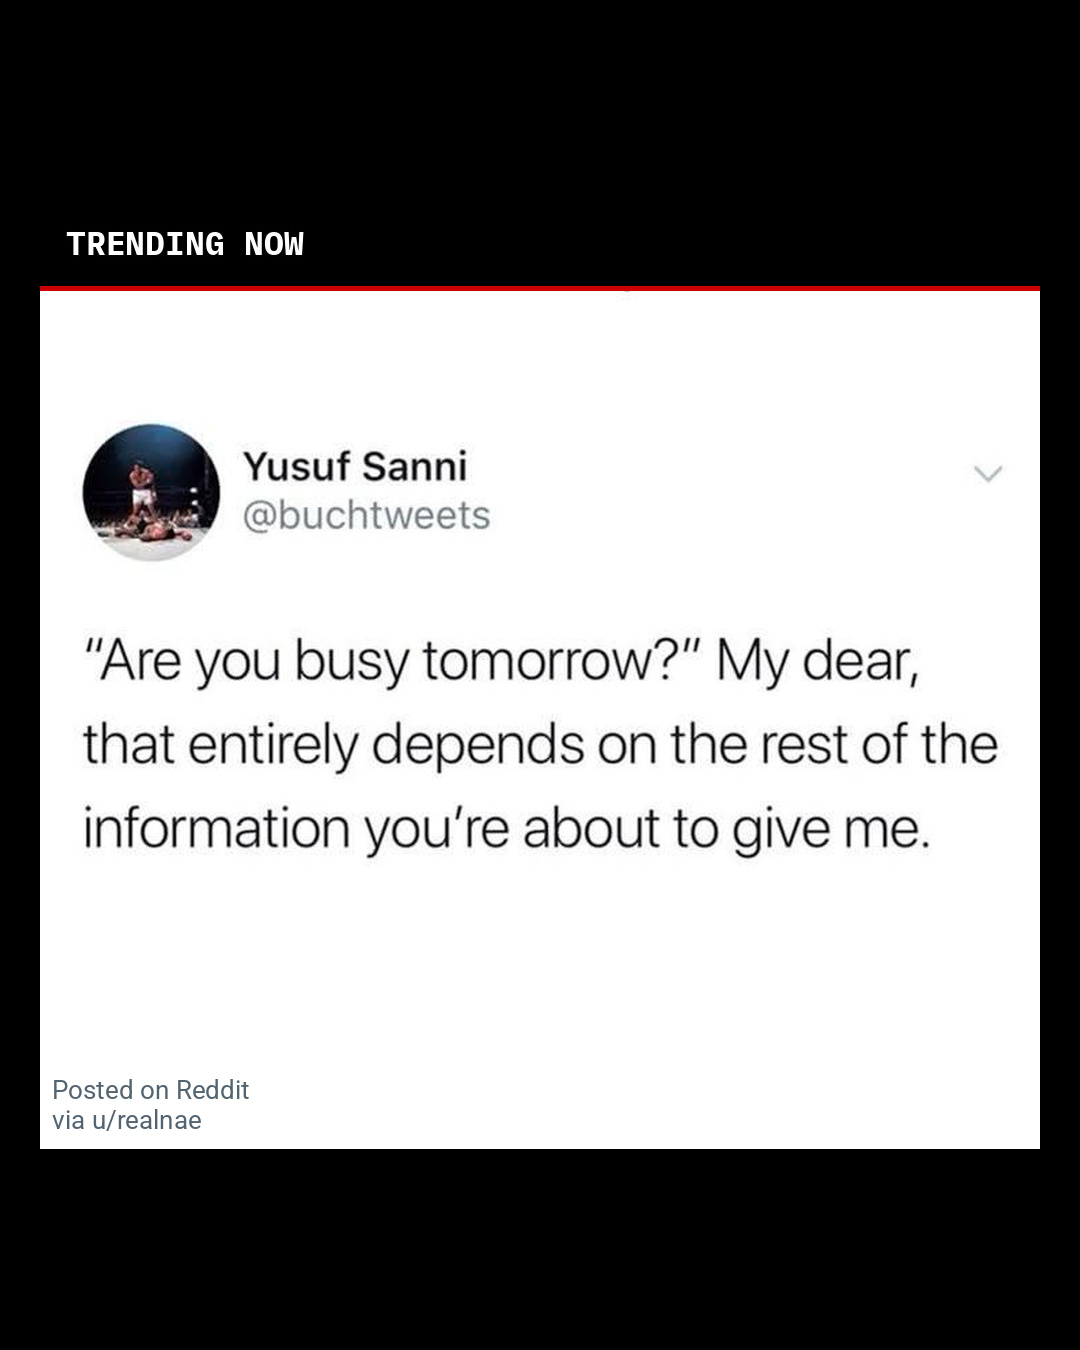 TRENDING NOW
Yusuf Sanni
@buchtweets
“Are you busy tomorrow?” My dear,
that entirely depends on the rest of the
information you’re about to give me.
Posted on Reddit
via u/realnae